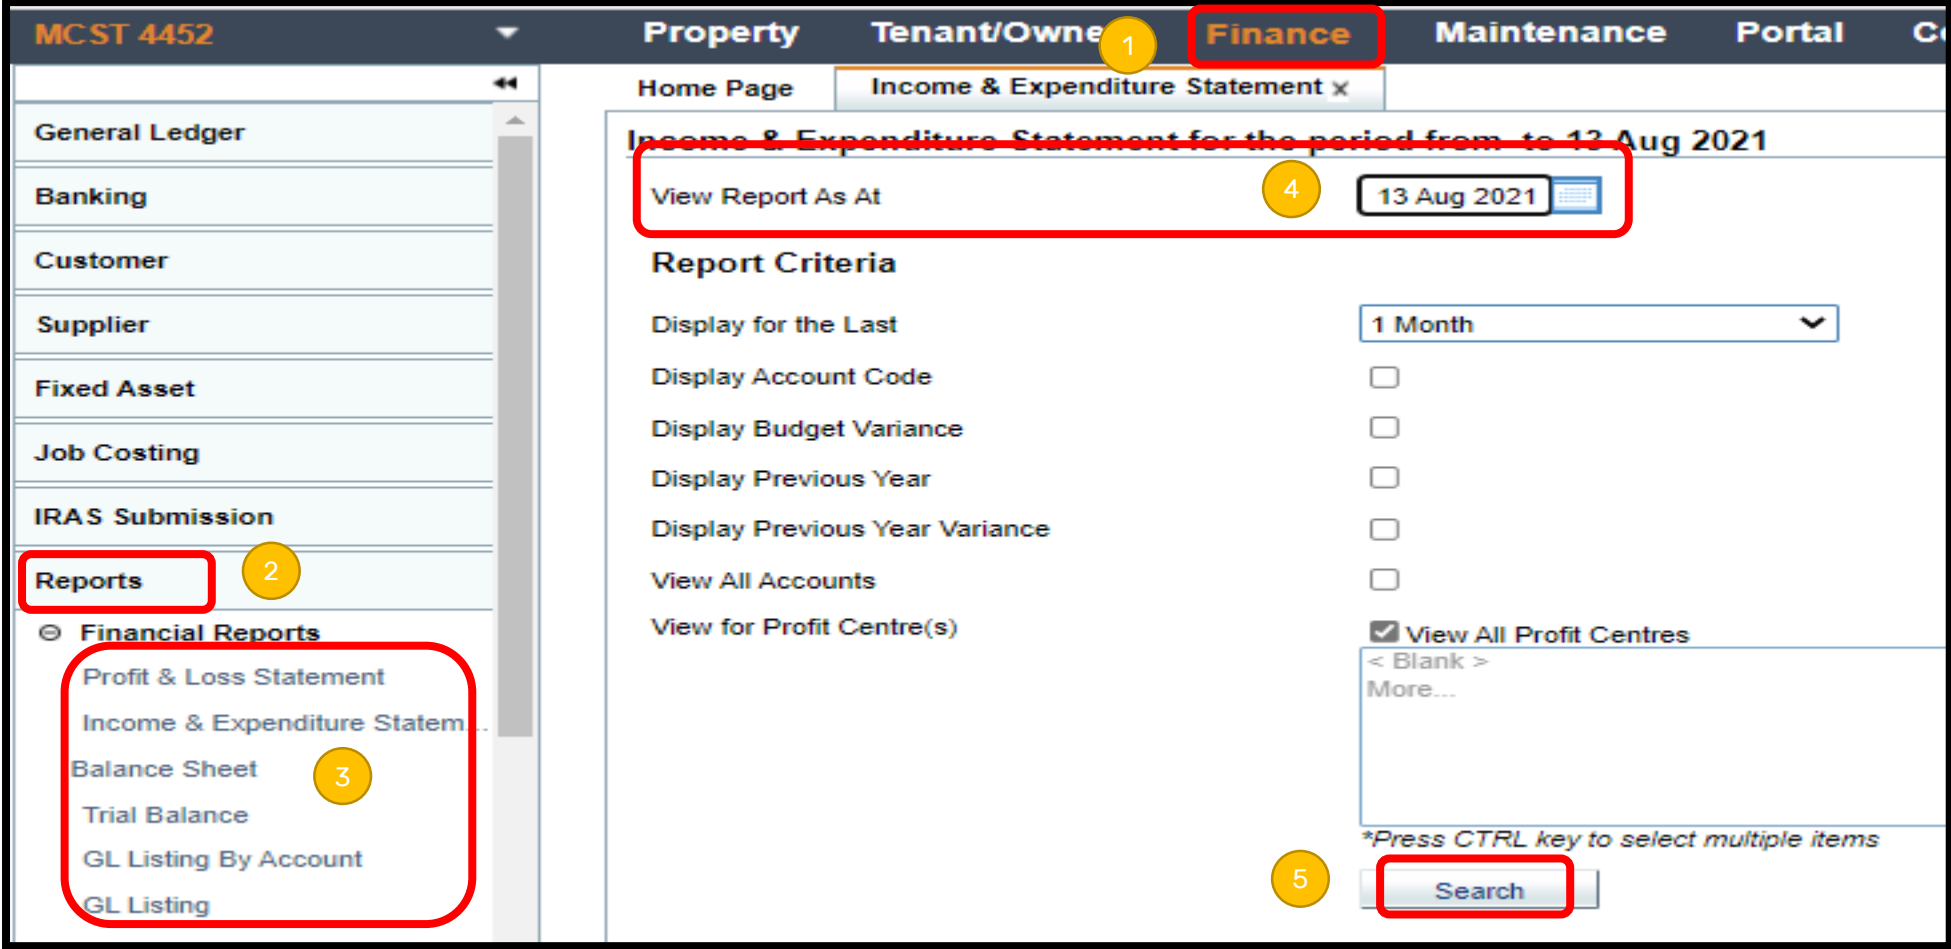 MCST 4452
Property Tenant/Owne 1 Finance Maintenance Portal
Home Page
Income & Expenditure Statement x
General Ledger
Banking
Customer
Supplier
Fixed Asset
Job Costing
IRAS Submission
Reports
2
Financial Reports
Profit & Loss Statement
Income & Expenditure Statem...
Balance Sheet
3
Trial Balance
GL Listing By Account
GL Listing
Income & Expenditure Statement for the period from to 13 Aug 2021
View Report As At 4 13 Aug 2021
Report Criteria
Display for the Last 1 Month
Display Account Code
Display Budget Variance
Display Previous Year
Display Previous Year Variance
View All Accounts
View for Profit Centre(s) View All Profit Centres
< Blank >
More...
*Press CTRL key to select multiple items
5 Search